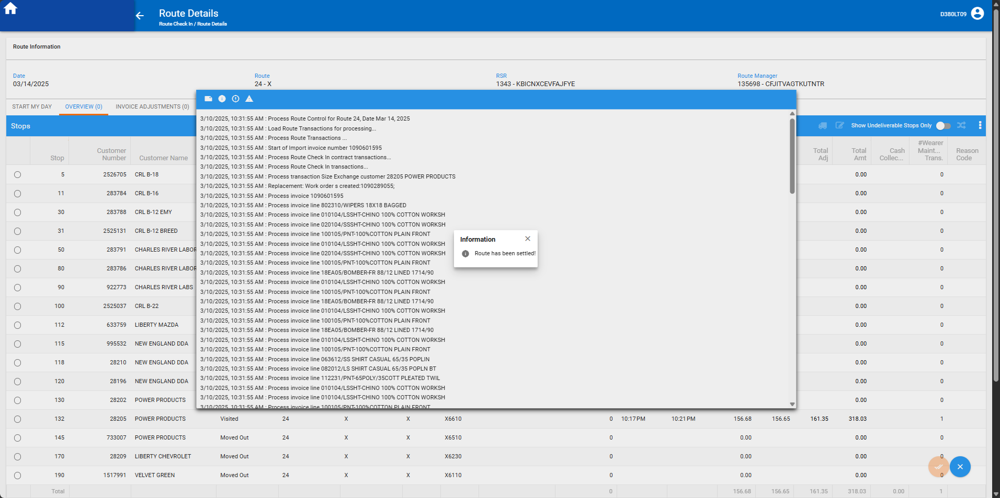 Route Details
Route Check In / Route Details
D380LT09
Route Information
Date
03/14/2025
Route
24 - X
RSR
1343 - KBICNXCEVFAJFYE
Route Manager
135698 - CFJITVAGTKUTNTR
START MY DAY
OVERVIEW (0)
INVOICE ADJUSTMENTS (0)
Stops
Show Undeliverable Stops Only
Stop
Customer Number
Customer Name
Total Adj
Total Amt
Cash Collec...
#Wearer Maint... Trans.
Reason Code
3/10/2025, 10:31:55 AM : Process Route Control for Route 24, Date Mar 14, 2025
3/10/2025, 10:31:55 AM : Load Route Transactions for processing...
3/10/2025, 10:31:55 AM : Process Route Transactions ...
3/10/2025, 10:31:55 AM : Start of Import invoice number 1090601595
3/10/2025, 10:31:55 AM : Process Route Check In contract transactions...
3/10/2025, 10:31:55 AM : Process Route Check In transactions...
3/10/2025, 10:31:55 AM : Process transaction Size Exchange customer 28205 POWER PRODUCTS
3/10/2025, 10:31:55 AM : Replacement: Work order s created:1090289055;
3/10/2025, 10:31:55 AM : Process invoice 1090601595
3/10/2025, 10:31:55 AM : Process invoice line 802310/WIPERS 18X18 BAGGED
3/10/2025, 10:31:55 AM : Process invoice line 010104/LSSHT-CHINO 100% COTTON WORKSH
3/10/2025, 10:31:55 AM : Process invoice line 020104/SSSHT-CHINO 100% COTTON WORKSH
3/10/2025, 10:31:55 AM : Process invoice line 100105/PNT-100%COTTON PLAIN FRONT
3/10/2025, 10:31:55 AM : Process invoice line 010104/LSSHT-CHINO 100% COTTON WORKSH
3/10/2025, 10:31:55 AM : Process invoice line 020104/SSSHT-CHINO 100% COTTON WORKSH
3/10/2025, 10:31:55 AM : Process invoice line 100105/PNT-100%COTTON PLAIN FRONT
3/10/2025, 10:31:55 AM : Process invoice line 18EA05/BOMBER-FR 88/12 LINED 1714/90
3/10/2025, 10:31:55 AM : Process invoice line 010104/LSSHT-CHINO 100% COTTON WORKSH
3/10/2025, 10:31:55 AM : Process invoice line 100105/PNT-100%COTTON PLAIN FRONT
3/10/2025, 10:31:55 AM : Process invoice line 18EA05/BOMBER-FR 88/12 LINED 1714/90
3/10/2025, 10:31:55 AM : Process invoice line 010104/LSSHT-CHINO 100% COTTON WORKSH
3/10/2025, 10:31:55 AM : Process invoice line 100105/PNT-100%COTTON PLAIN FRONT
3/10/2025, 10:31:55 AM : Process invoice line 18EA05/BOMBER-FR 88/12 LINED 1714/90
3/10/2025, 10:31:55 AM : Process invoice line 010104/LSSHT-CHINO 100% COTTON WORKSH
3/10/2025, 10:31:55 AM : Process invoice line 100105/PNT-100%COTTON PLAIN FRONT
3/10/2025, 10:31:55 AM : Process invoice line 063612/SS SHIRT CASUAL 65/35 POPLIN
3/10/2025, 10:31:55 AM : Process invoice line 082012/LS SHIRT CASUAL 65/35 POPLN BT
3/10/2025, 10:31:55 AM : Process invoice line 112231/PNT-65POLY/35COTT PLEATED TWIL
3/10/2025, 10:31:55 AM : Process invoice line 010104/LSSHT-CHINO 100% COTTON WORKSH
3/10/2025, 10:31:55 AM : Process invoice line 010104/LSSHT-CHINO 100% COTTON WORKSH
3/10/2025, 10:31:55 AM : Process invoice line 100105/PNT-100%COTTON PLAIN FRONT
Information
Route has been settled!
5 2526705 CRL B-18 0.00 0
11 283784 CRL B-16 0.00 0
30 283788 CRL B-12 EMY 0.00 0
31 2525131 CRL B-12 BREED 0.00 0
50 283791 CHARLES RIVER LABOR 0.00 0
80 283786 CHARLES RIVER LABOR 0.00 0
90 922773 CHARLES RIVER LABS 0.00 0
100 2525037 CRL B-22 0.00 0
112 633759 LIBERTY MAZDA 0.00 0
115 995532 NEW ENGLAND DDA 0.00 0
118 28210 NEW ENGLAND DDA 0.00 0
120 28196 NEW ENGLAND DDA 0.00 0
130 28202 POWER PRODUCTS 0.00 0
132 28205 POWER PRODUCTS Visited 24 X X X6610 0 10:17 PM 10:21 PM 156.68 156.65 161.35 318.03 1
145 733007 POWER PRODUCTS Moved Out 24 X X X6510 0 0.00 0.00 0
170 28209 LIBERTY CHEVROLET Moved Out 24 X X X6230 0 0.00 0.00 0
190 1517991 VELVET GREEN Moved Out 24 X X X6110 0 0.00 0.00 0
Total 0 156.68 156.65 161.35 318.03 0.00 1